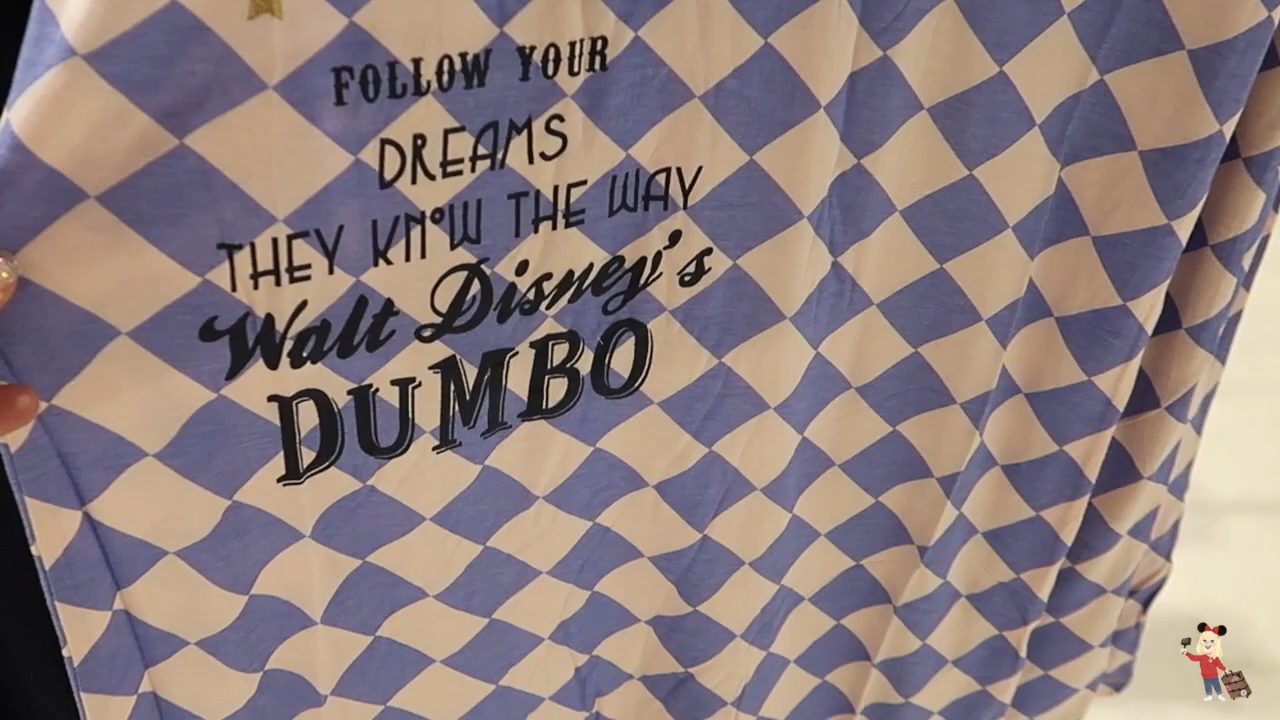 FOLLOW YOUR
DREAMS
THEY KNOW THE WAY
Walt Disney's
DUMBO